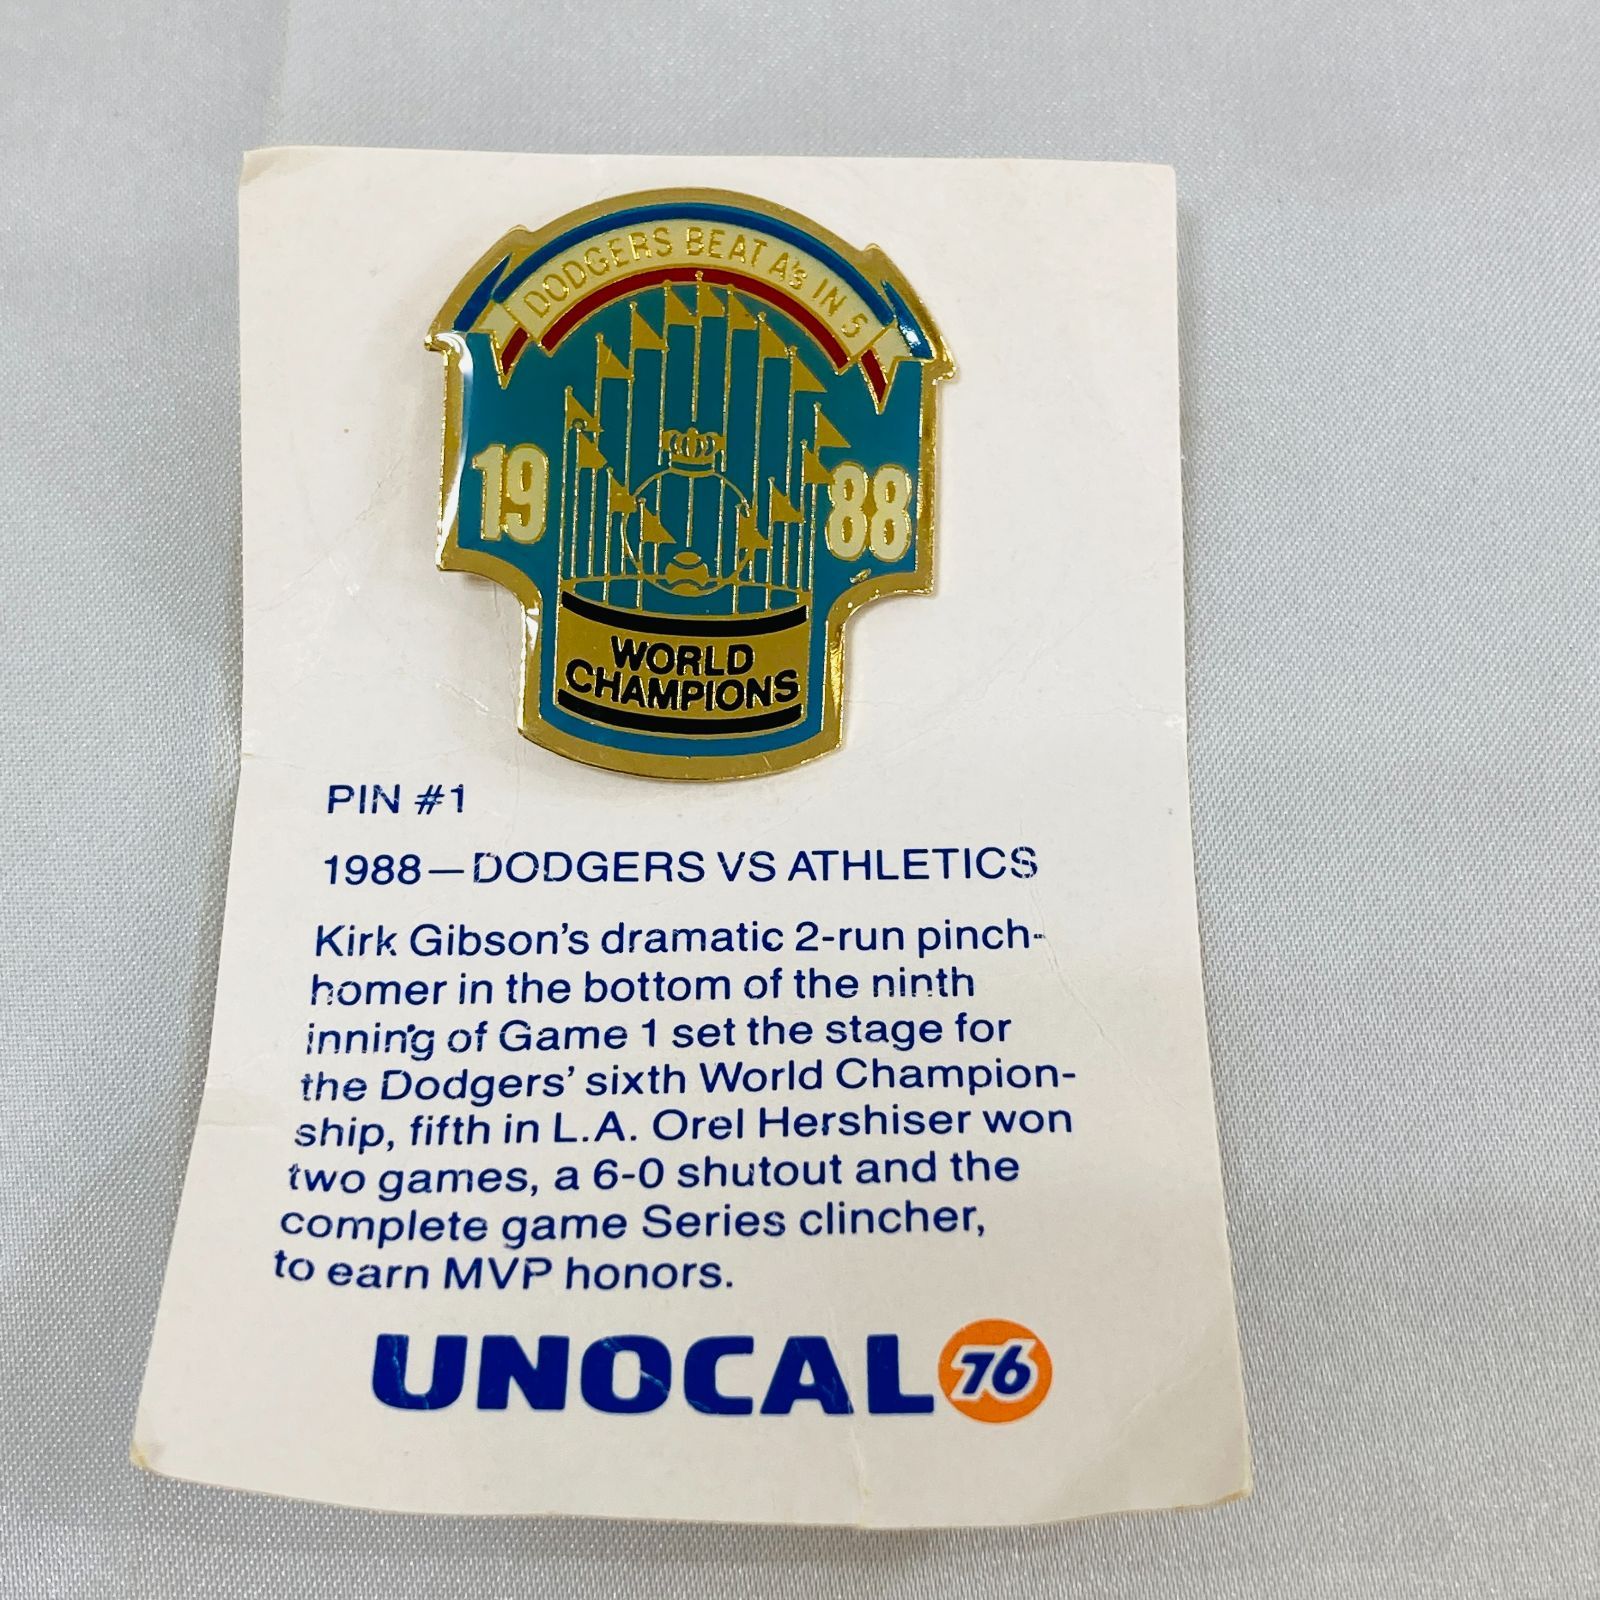 DODGERS BEAT A's IN 5
19 88
WORLD
CHAMPIONS
PIN #1
1988—DODGERS VS ATHLETICS
Kirk Gibson's dramatic 2-run pinch-
homer in the bottom of the ninth
inning of Game 1 set the stage for
the Dodgers' sixth World Champion-
ship, fifth in L.A. Orel Hershiser won
two games, a 6-0 shutout and the
complete game Series clincher,
to earn MVP honors.
UNOCAL 76